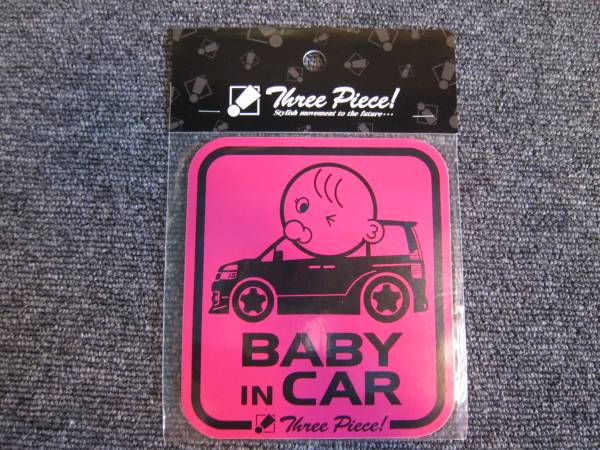 Three Piece!
Stylish movement to the future・・・
BABY
IN CAR
Three Piece!